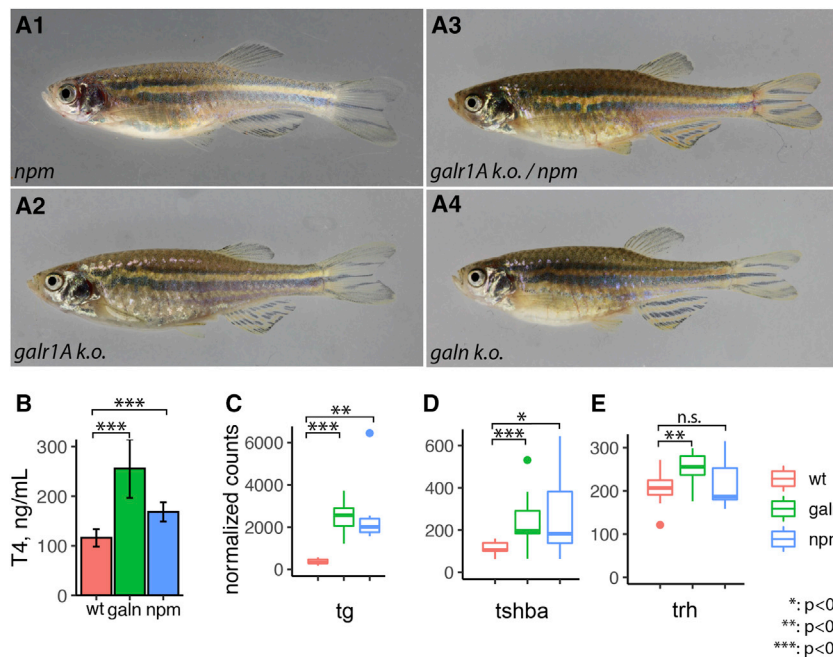 A1
npm
A3
galr1A k.o. / npm
A2
galr1A k.o.
A4
galn k.o.
B
T4, ng/mL
300
200
100
0
***
***
wt galn npm
C
normalized counts
6000
4000
2000
0
**
***
tg
D
600
400
200
0
*
***
tshba
E
300
200
100
0
n.s.
**
trh
wt
*: p<0
**: p<0
***: p<0